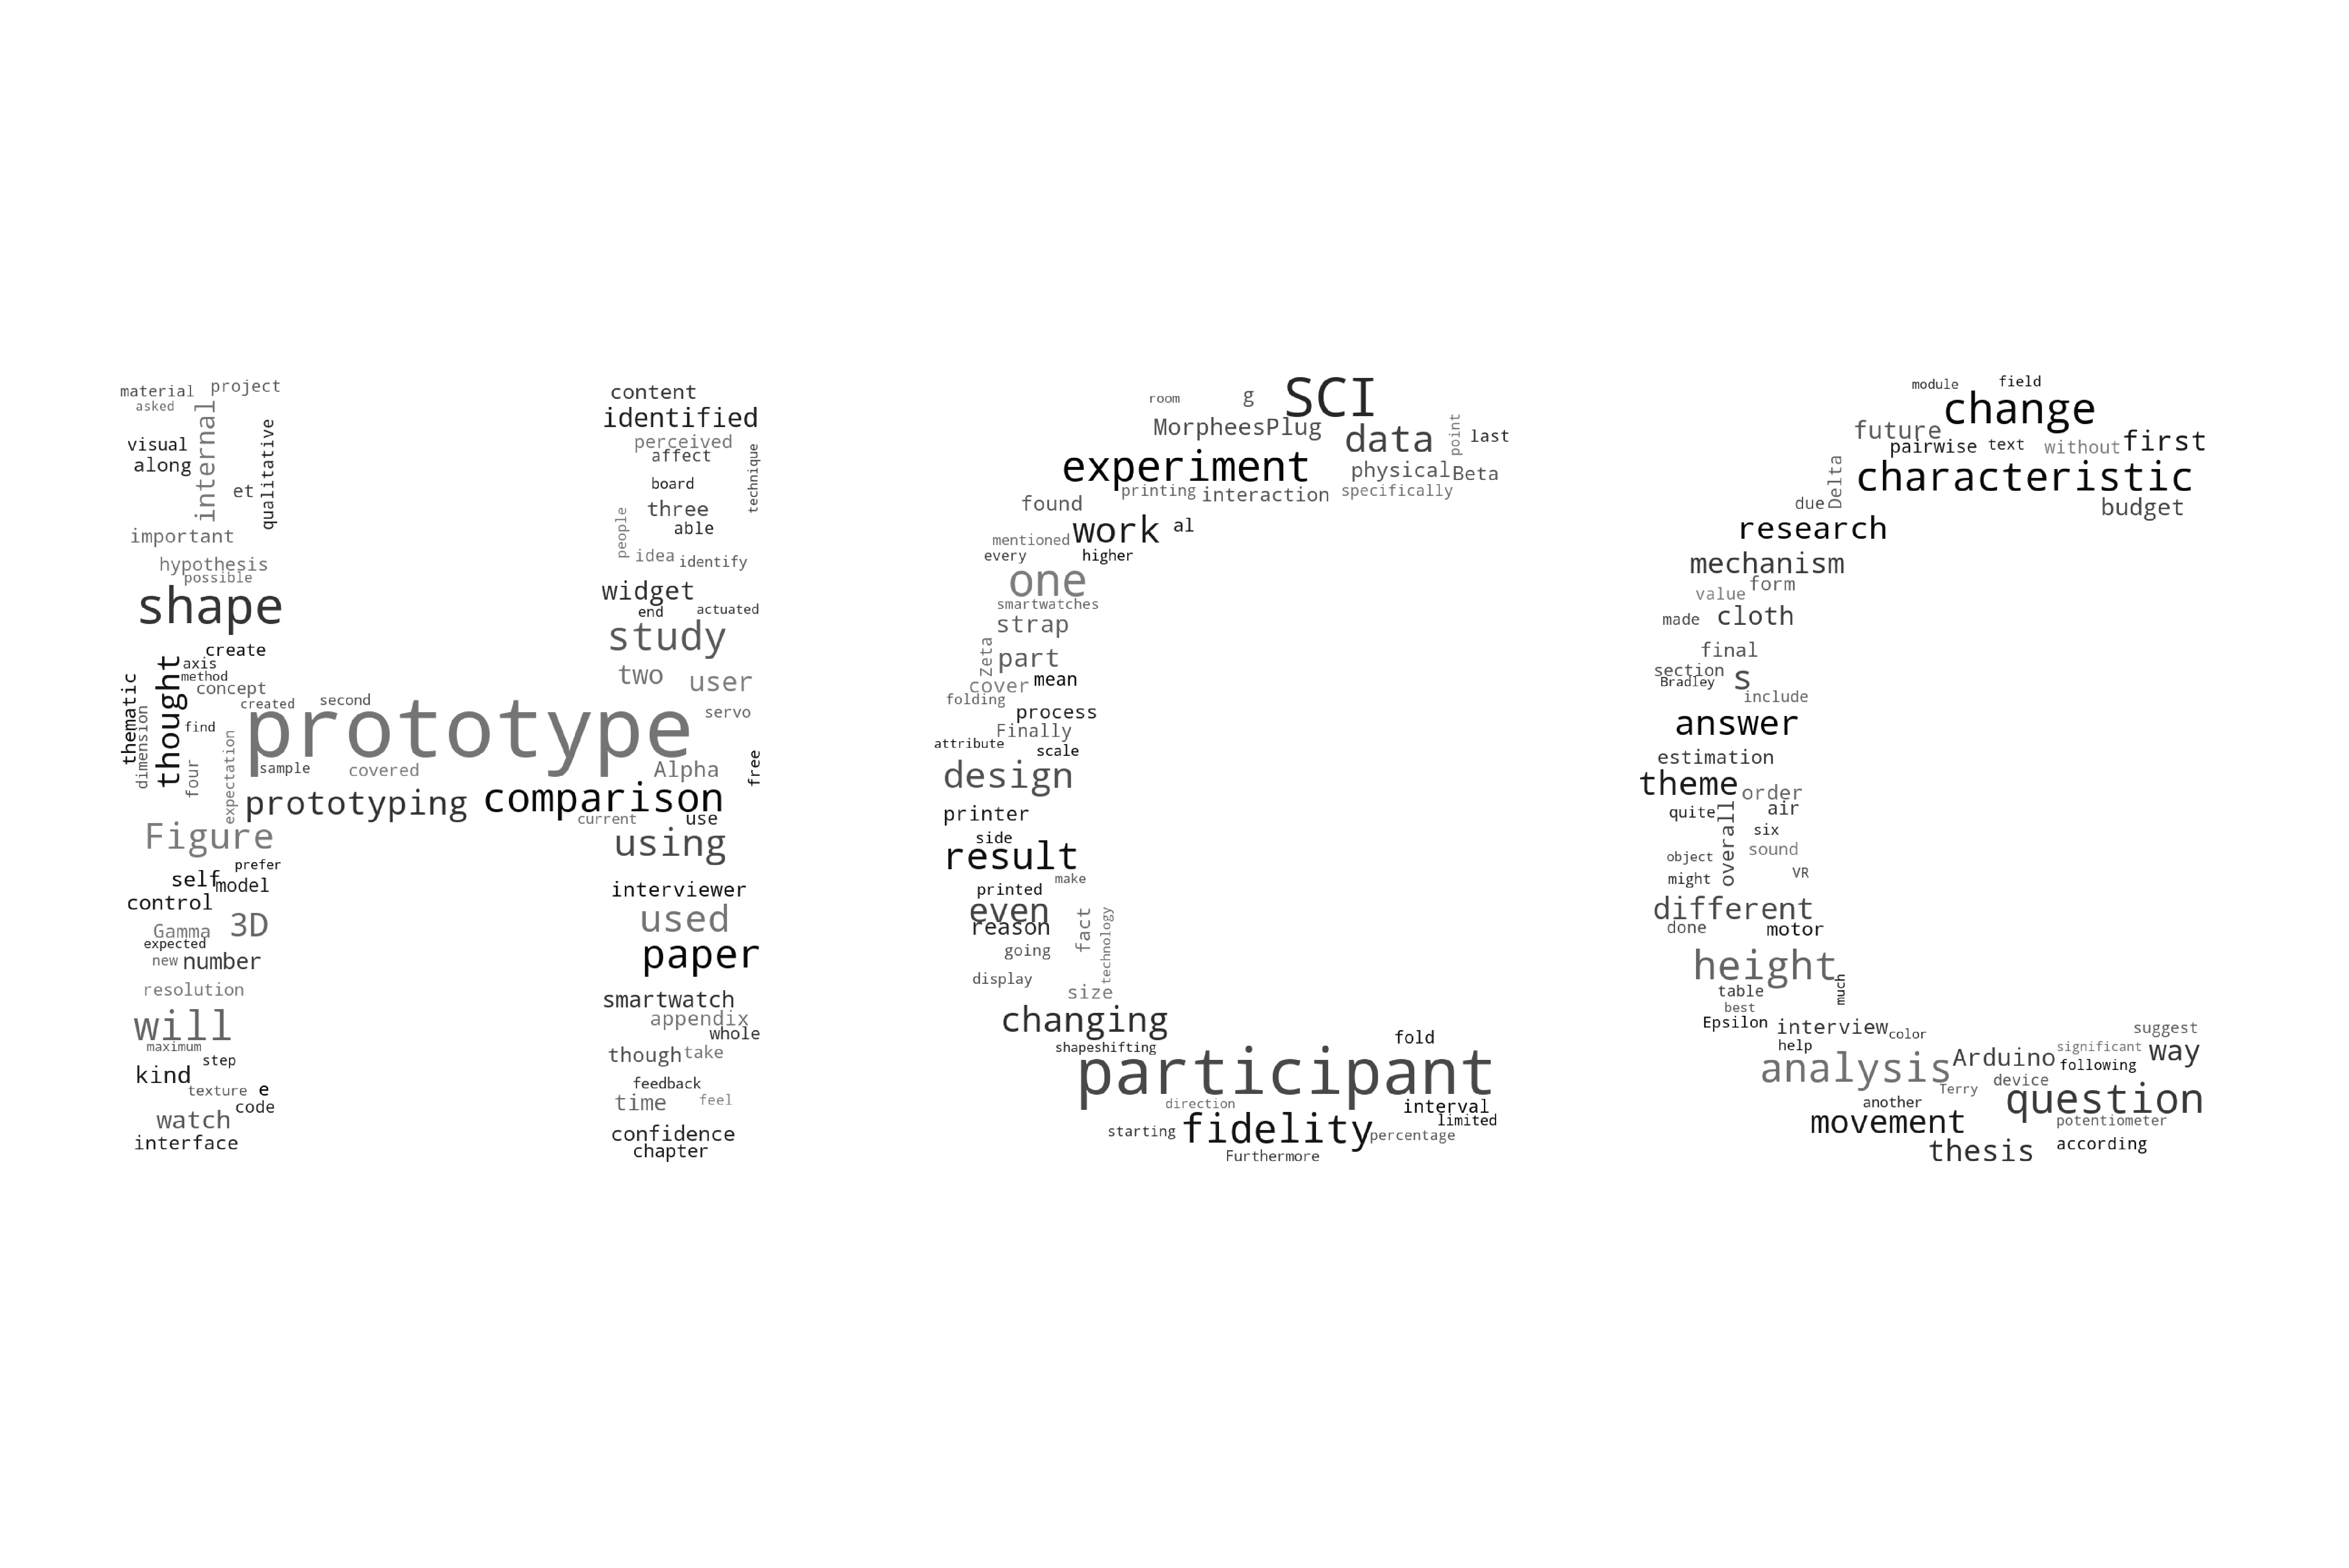 material project
asked
internal
visual
along
qualitative
et
important
hypothesis
possible
shape
create
thought
axis
method
thematic
concept
created
second
dimension
find
prototype
four
expectation
sample
covered
prototyping
comparison
Figure
prefer
self
model
control
3D
Gamma
expected
new number
resolution
will
maximum
step
kind
texture e
code
watch
interface
content
identified
perceived
affect
technique
board
three
able
people
idea identify
widget
end actuated
study
two user
servo
Alpha
free
current use
using
interviewer
used
paper
smartwatch
appendix
whole
though take
feedback
time feel
confidence
chapter
room g SCI
MorpheesPlug data point last
experiment physical Beta
printing interaction specifically
found
work al
mentioned
every higher
one
smartwatches
strap
Zeta
part
cover mean
folding
process
Finally
attribute scale
design
printer
side
result
make
printed
even
reason
fact
technology
going
display
size
changing
fold
shapeshifting
participant
direction
interval
limited
starting fidelity percentage
Furthermore
module field
change
future
pairwise text without first
Delta
characteristic
due
budget
research
mechanism
form
value
made cloth
final
section
Bradley s
include
answer
estimation
theme order
quite overall air
six
object sound
might VR
different
done motor
height
much
table
best
Epsilon interview color
help
suggest
significant way
analysis Arduino following
Terry device
another question
movement potentiometer
thesis according